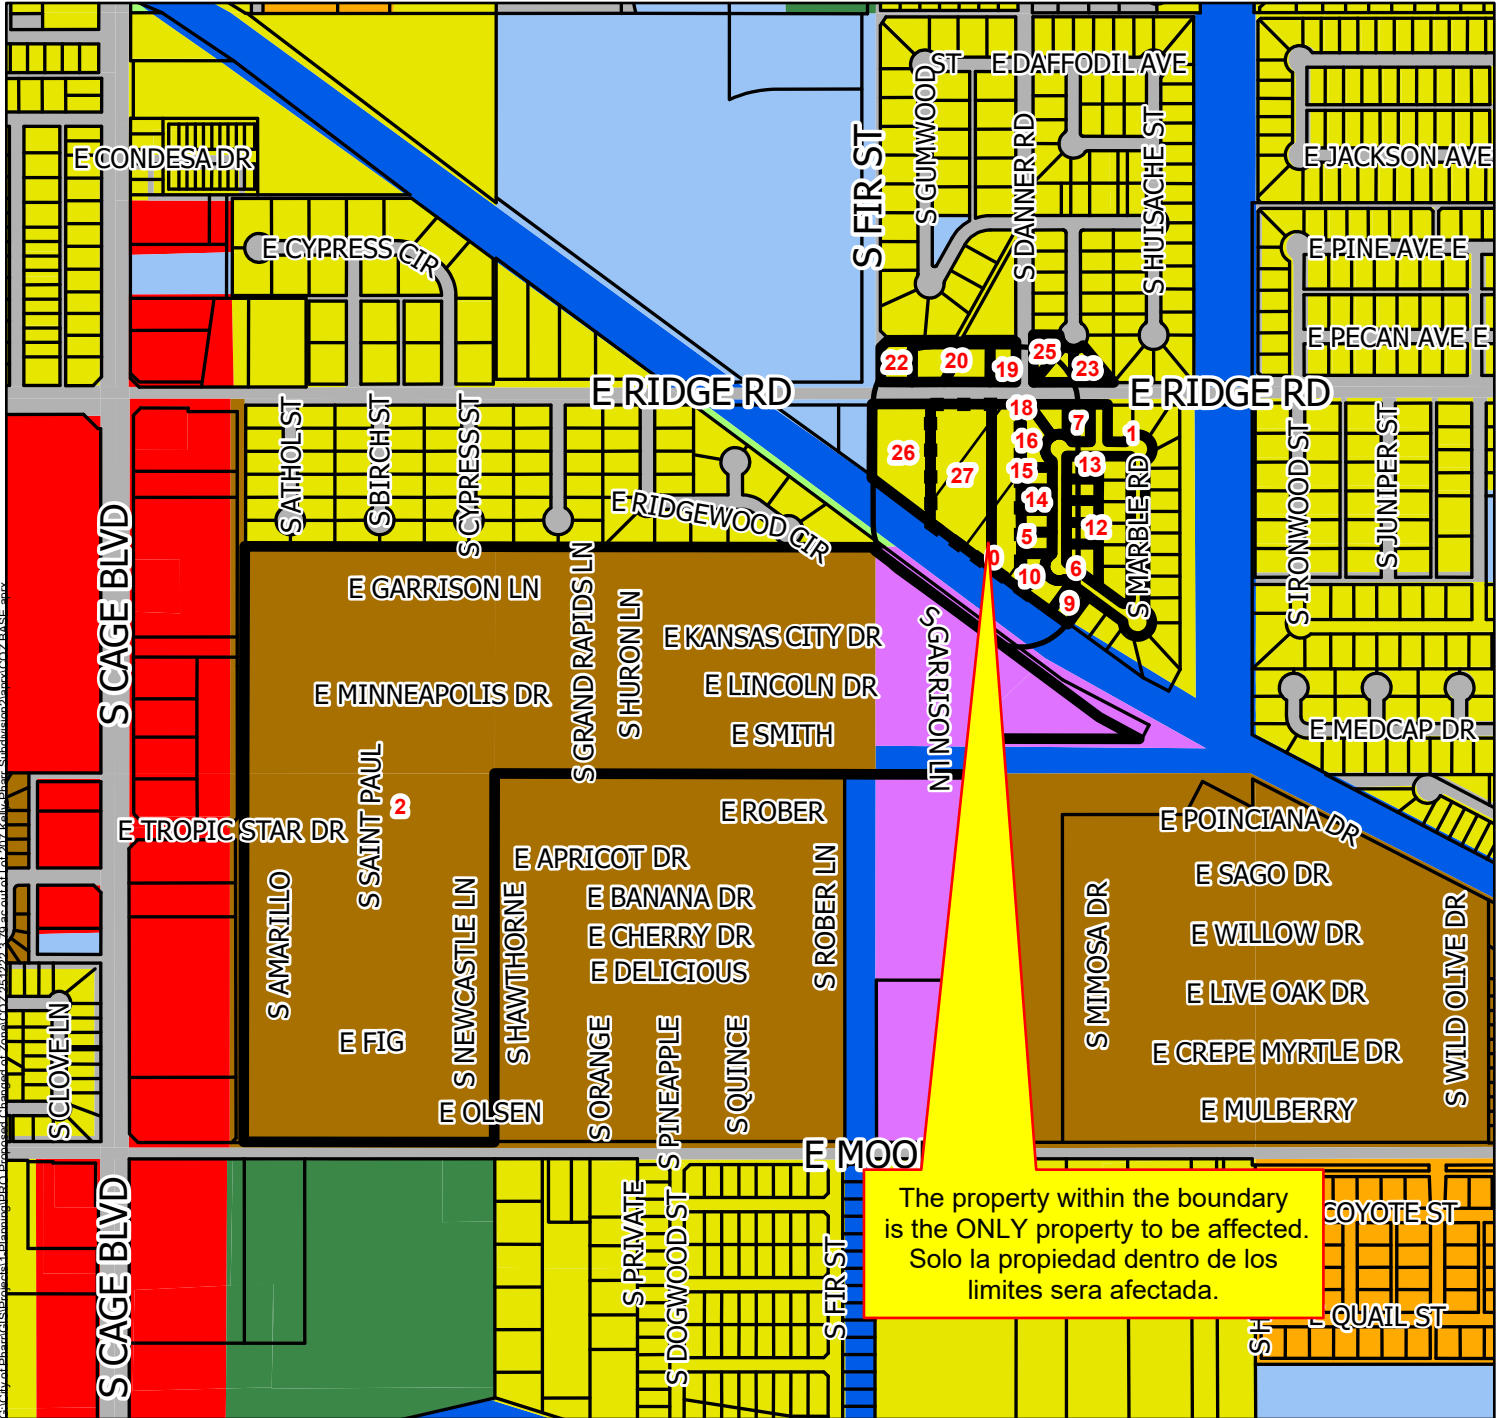 ST
E DAFFODIL AVE
S GUMWOOD
S DANNER RD
S HUISACHE ST
S FIR ST
E CONDESA DR
E JACKSON AVE
E CYPRESS CIR
E PINE AVE E
E PECAN AVE E
22
20
19
25
23
E RIDGE RD
E RIDGE RD
18
7
1
16
13
26
27
15
14
12
5
0
10
6
9
S ATHOL ST
S BIRCH ST
S CYPRESS ST
E RIDGEWOOD CIR
S MARBLE RD
S IRONWOOD ST
S JUNIPER ST
S CAGE BLVD
E GARRISON LN
S GRAND RAPIDS LN
S HURON LN
E KANSAS CITY DR
S GARRISON LN
E MINNEAPOLIS DR
E LINCOLN DR
E SMITH
E MEDCAP DR
S SAINT PAUL
2
E TROPIC STAR DR
E ROBER
E POINCIANA DR
E APRICOT DR
E BANANA DR
E CHERRY DR
E DELICIOUS
S AMARILLO
S NEWCASTLE LN
S HAWTHORNE
S ROBER LN
S MIMOSA DR
E SAGO DR
E WILLOW DR
E LIVE OAK DR
E CREPE MYRTLE DR
E MULBERRY
S WILD OLIVE DR
S CLOVE LN
E FIG
E OLSEN
S ORANGE
S PINEAPPLE
S QUINCE
E MOO
S CAGE BLVD
S PRIVATE
S DOGWOOD ST
S FIR ST
The property within the boundary
is the ONLY property to be affected.
Solo la propiedad dentro de los
limites sera afectada.
COYOTE ST
E QUAIL ST
S H